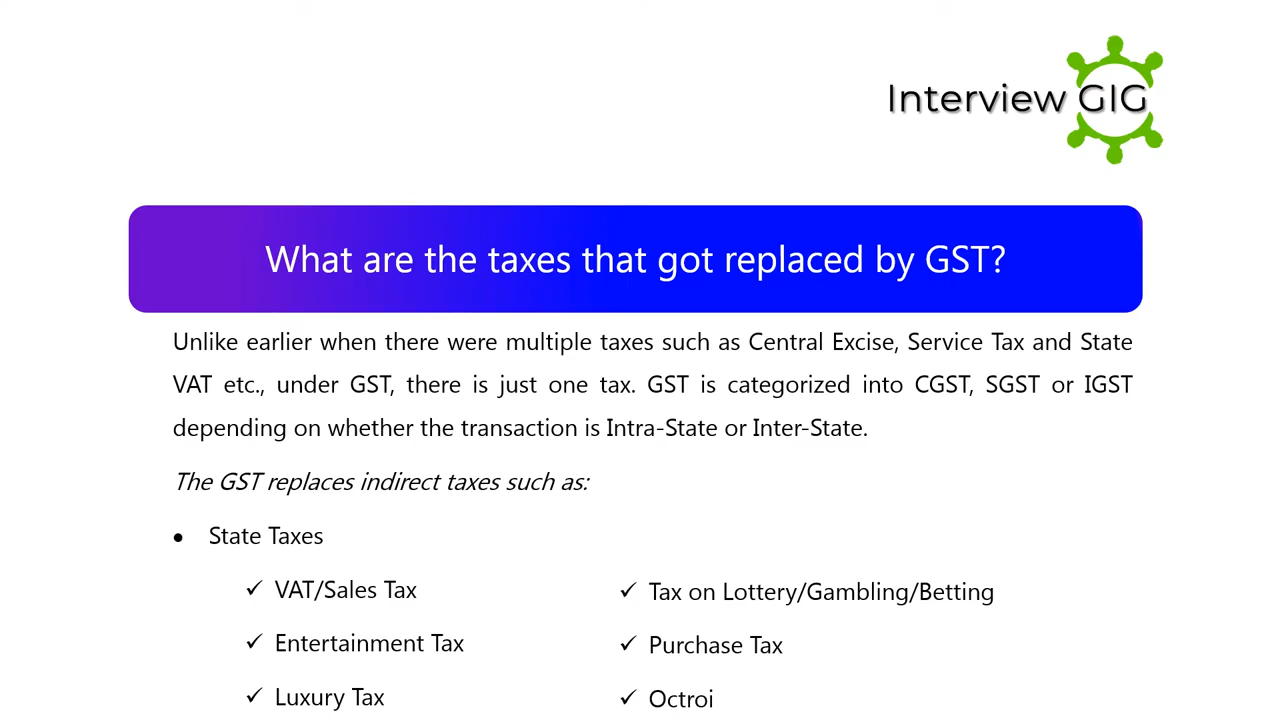 Interview GIG
What are the taxes that got replaced by GST?
Unlike earlier when there were multiple taxes such as Central Excise, Service Tax and State
VAT etc., under GST, there is just one tax. GST is categorized into CGST, SGST or IGST
depending on whether the transaction is Intra-State or Inter-State.
The GST replaces indirect taxes such as:
• State Taxes
✓ VAT/Sales Tax
✓ Entertainment Tax
✓ Luxury Tax
✓ Tax on Lottery/Gambling/Betting
✓ Purchase Tax
✓ Octroi